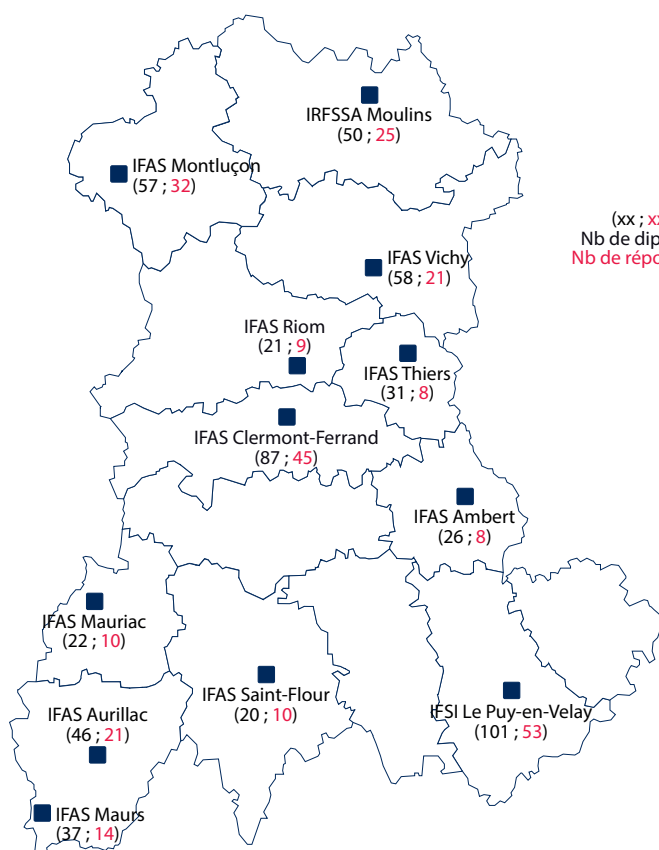 IRFSSA Moulins
(50 ; 25)
IFAS Montluçon
(57 ; 32)
(xx ; 
Nb de
Nb de
IFAS Vichy
(58 ; 21)
IFAS Riom
(21 ; 9)
IFAS Thiers
(31 ; 8)
IFAS Clermont-Ferrand
(87 ; 45)
IFAS Ambert
(26 ; 8)
IFAS Mauriac
(22 ; 10)
IFAS Saint-Flour
(20 ; 10)
IFSI Le Puy-en-Velay
(101 ; 53)
IFAS Aurillac
(46 ; 21)
IFAS Maurs
(37 ; 14)